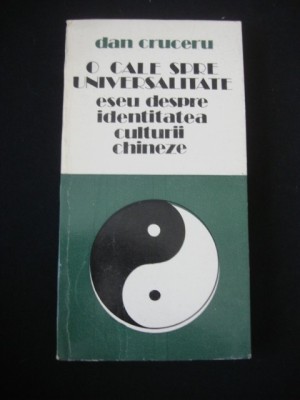 dan cruceru
O CALE SPRE
UNIVERSALITATE
eseu despre
identitatea
culturii
chineze